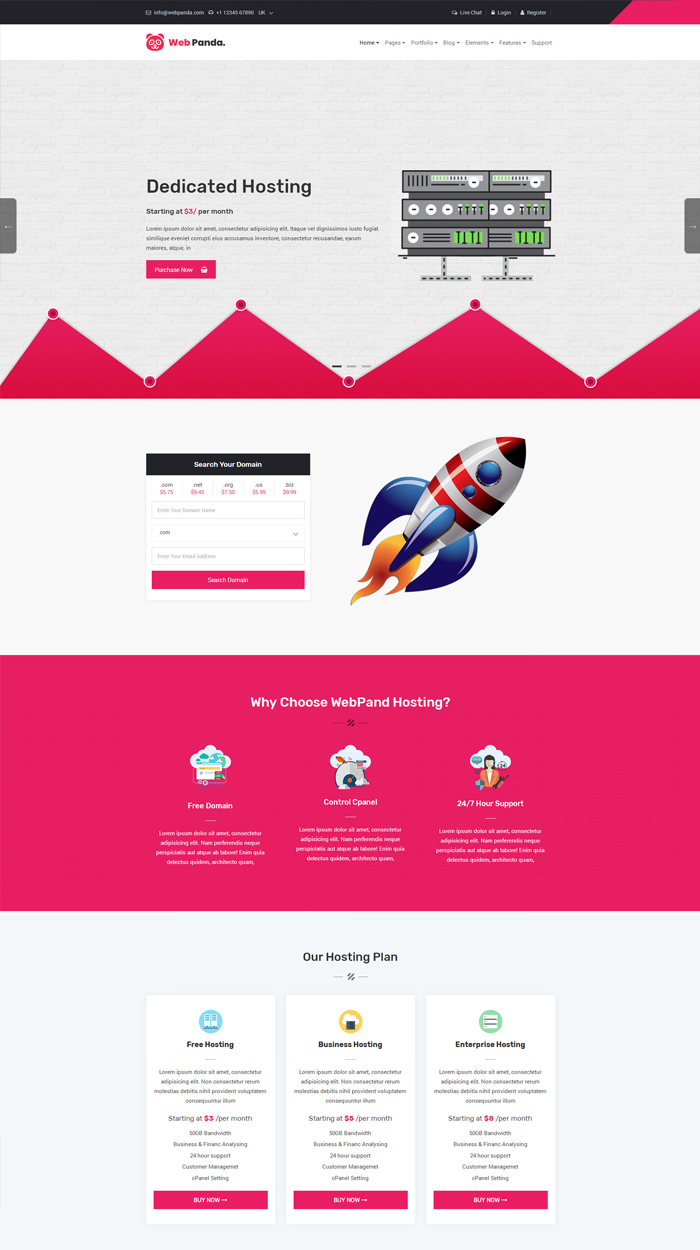 info@webpanda.com +1 12345 67890 UK
Live Chat Login Register
Web Panda.
Home Pages Portfolio Blog Elements Features Support
Dedicated Hosting
Starting at $3/ per month
Lorem ipsum dolor sit amet, consectetur adipisicing elit. Itaque vel dignissimos iusto fugiat
similique eveniet corrupti eius accusamus inventore, consectetur recusandae, earum
maiores, atque, in
Purchase Now
Search Your Domain
.com .net .org .us .biz
$5.75 $9.45 $7.50 $5.99 $9.99
Enter Your Domain Name
.com
Enter Your Email Address
Search Domain
Why Choose WebPand Hosting?
Free Domain
Lorem ipsum dolor sit amet, consectetur
adipisicing elit. Nam perferendis neque
perspiciatis aut atque ab labore! Enim quia
delectus quidem, architecto quam,
Control Cpanel
Lorem ipsum dolor sit amet, consectetur
adipisicing elit. Nam perferendis neque
perspiciatis aut atque ab labore! Enim quia
delectus quidem, architecto quam,
24/7 Hour Support
Lorem ipsum dolor sit amet, consectetur
adipisicing elit. Nam perferendis neque
perspiciatis aut atque ab labore! Enim quia
delectus quidem, architecto quam,
Our Hosting Plan
Free Hosting
Lorem ipsum dolor sit amet, consectetur
adipisicing elit. Non consectetur rerum
molestias debitis nihil provident voluptatem
consequuntur illum
Starting at $3 /per month
50GB Bandwidth
Business & Financ Analysing
24 hour support
Customer Managemet
cPanel Setting
BUY NOW
Business Hosting
Lorem ipsum dolor sit amet, consectetur
adipisicing elit. Non consectetur rerum
molestias debitis nihil provident voluptatem
consequuntur illum
Starting at $5 /per month
50GB Bandwidth
Business & Financ Analysing
24 hour support
Customer Managemet
cPanel Setting
BUY NOW
Enterprise Hosting
Lorem ipsum dolor sit amet, consectetur
adipisicing elit. Non consectetur rerum
molestias debitis nihil provident voluptatem
consequuntur illum
Starting at $8 /per month
50GB Bandwidth
Business & Financ Analysing
24 hour support
Customer Managemet
cPanel Setting
BUY NOW